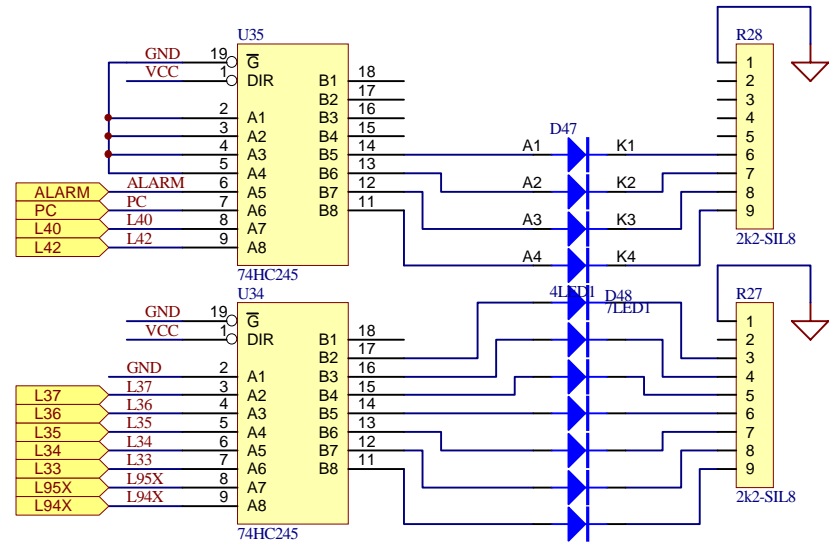 U35
R28
GND 19 G
VCC 1 DIR B1 18
B2 17
2 A1 B3 16
3 A2 B4 15
4 A3 B5 14
5 A4 B6 13
ALARM ALARM 6 A5 B7 12
PC PC 7 A6 B8 11
L40 L40 8 A7
L42 L42 9 A8
74HC245
D47
A1 K1
A2 K2
A3 K3
A4 K4
4LED1
1
2
3
4
5
6
7
8
9
2k2-SIL8
U34
D48
7LED1
R27
GND 19 G
VCC 1 DIR B1 18
B2 17
GND 2 A1 B3 16
L37 L37 3 A2 B4 15
L36 L36 4 A3 B5 14
L35 L35 5 A4 B6 13
L34 L34 6 A5 B7 12
L33 L33 7 A6 B8 11
L95X L95X 8 A7
L94X L94X 9 A8
74HC245
1
2
3
4
5
6
7
8
9
2k2-SIL8